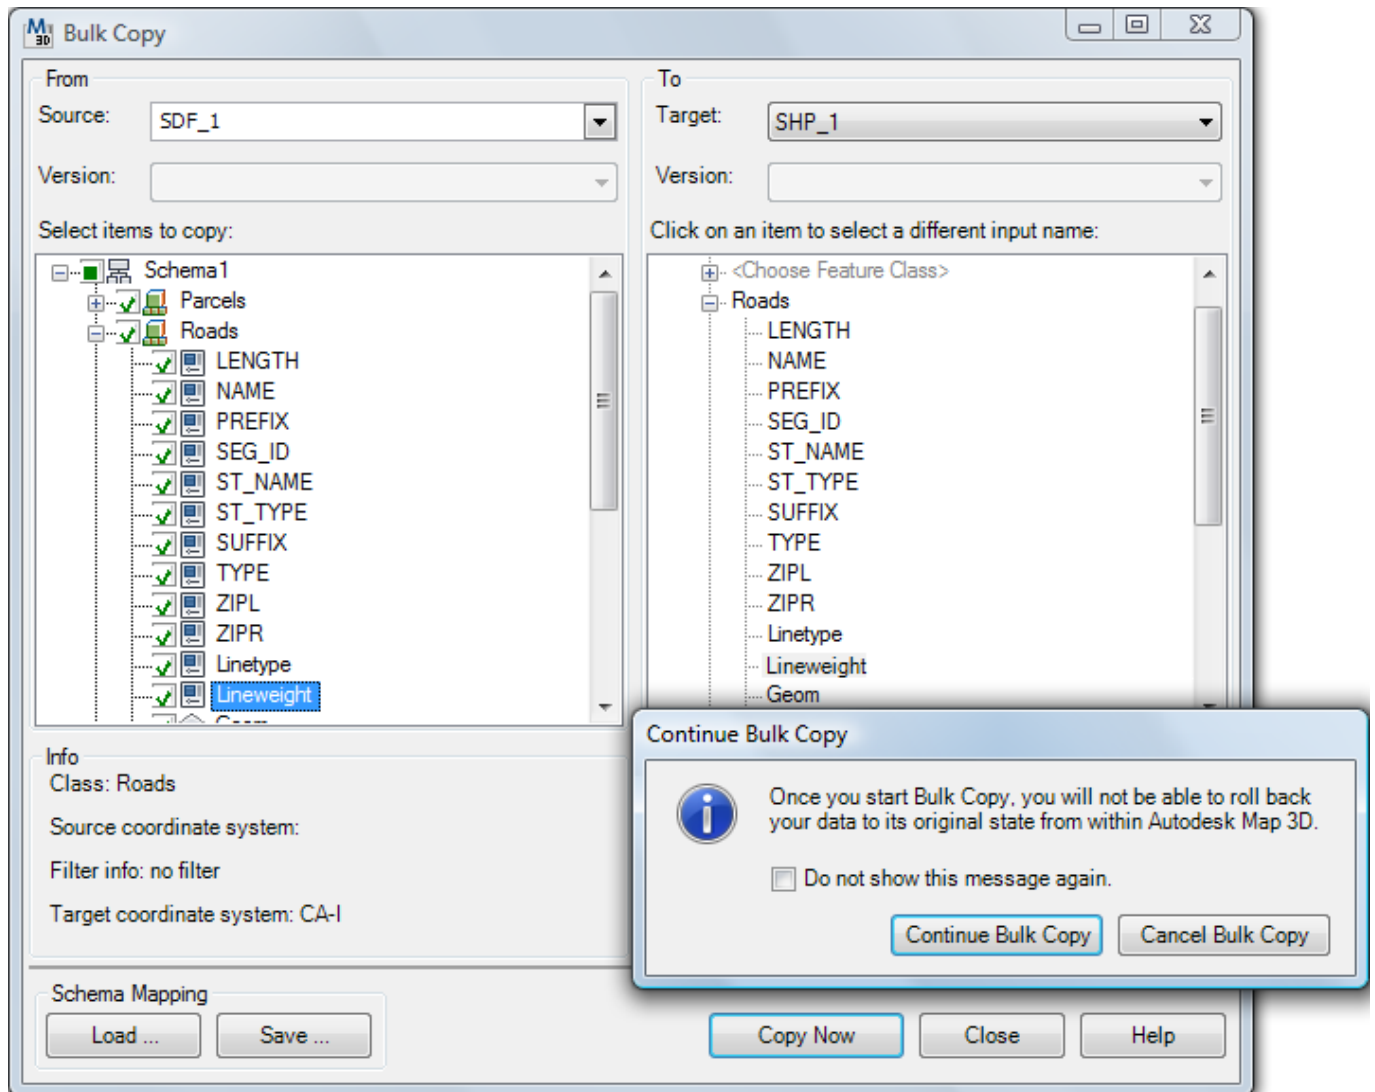 M 3D Bulk Copy
From
Source: SDF_1
Version:
Select items to copy:
Schema1
Parcels
Roads
LENGTH
NAME
PREFIX
SEG_ID
ST_NAME
ST_TYPE
SUFFIX
TYPE
ZIPL
ZIPR
Linetype
Lineweight
Geom
To
Target: SHP_1
Version:
Click on an item to select a different input name:
<Choose Feature Class>
Roads
LENGTH
NAME
PREFIX
SEG_ID
ST_NAME
ST_TYPE
SUFFIX
TYPE
ZIPL
ZIPR
Linetype
Lineweight
Geom
Info
Class: Roads
Source coordinate system:
Filter info: no filter
Target coordinate system: CA-I
Continue Bulk Copy
Once you start Bulk Copy, you will not be able to roll back
your data to its original state from within Autodesk Map 3D.
Do not show this message again.
Continue Bulk Copy Cancel Bulk Copy
Schema Mapping
Load ... Save ...
Copy Now Close Help